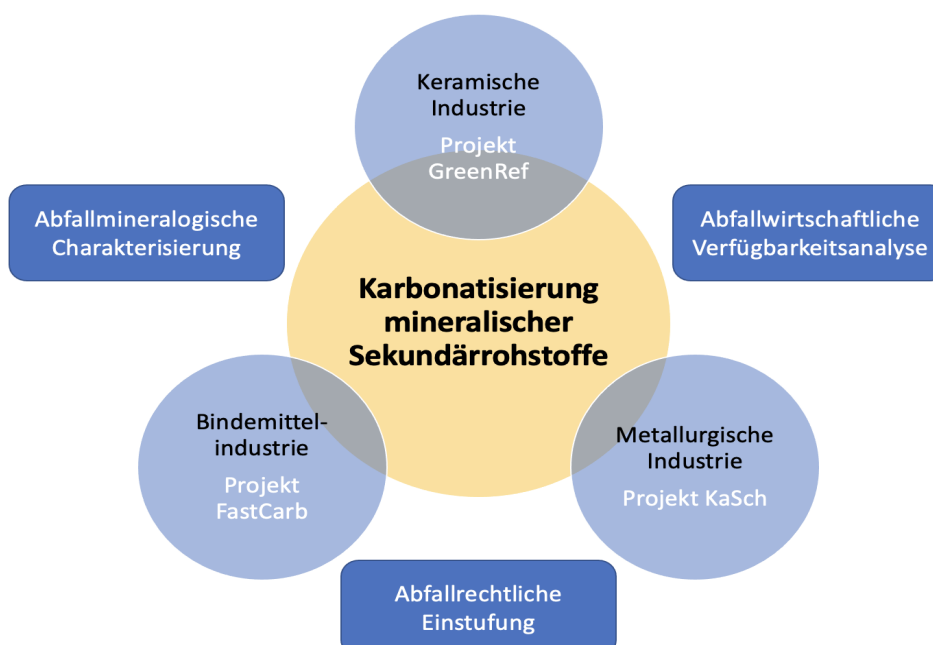 Keramische
Industrie
Projekt
GreenRef
Abfallmineralogische
Charakterisierung
Abfallwirtschaftliche
Verfügbarkeitsanalyse
Karbonatisierung
mineralischer
Sekundärrohstoffe
Bindemittel-
industrie
Projekt
FastCarb
Metallurgische
Industrie
Projekt KaSch
Abfallrechtliche
Einstufung